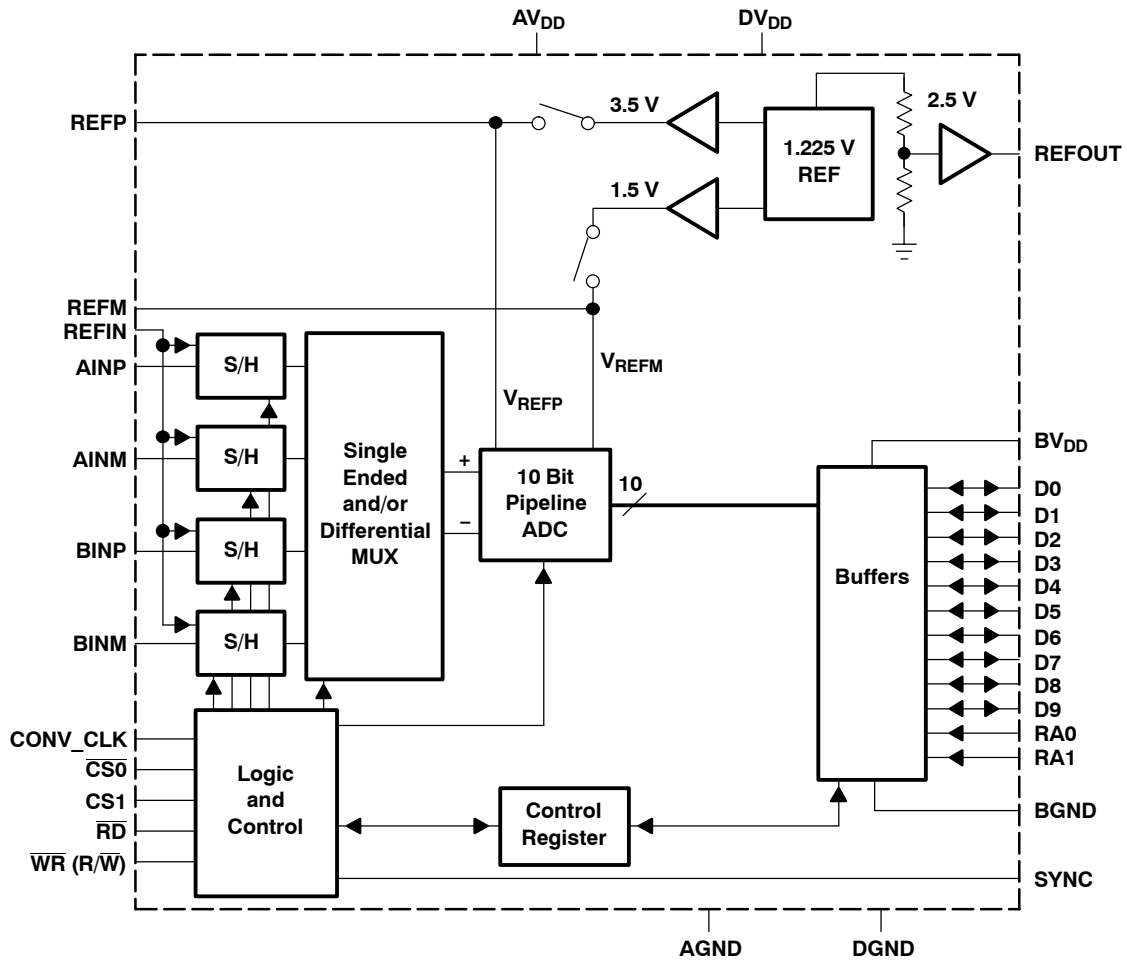 AVDD
DVDD
REFP
3.5 V
2.5 V
1.225 V
REF
REFOUT
1.5 V
REFM
REFIN
AINP
S/H
VREFM
VREFP
AINM
S/H
Single
Ended
and/or
Differential
MUX
+
−
10 Bit
Pipeline
ADC
10
BINP
S/H
BINM
S/H
Buffers
BVDD
D0
D1
D2
D3
D4
D5
D6
D7
D8
D9
RA0
RA1
BGND
CONV_CLK
C̅S̅0̅
CS1
R̅D̅
W̅R̅ (R/W̅)
Logic
and
Control
Control
Register
SYNC
AGND
DGND